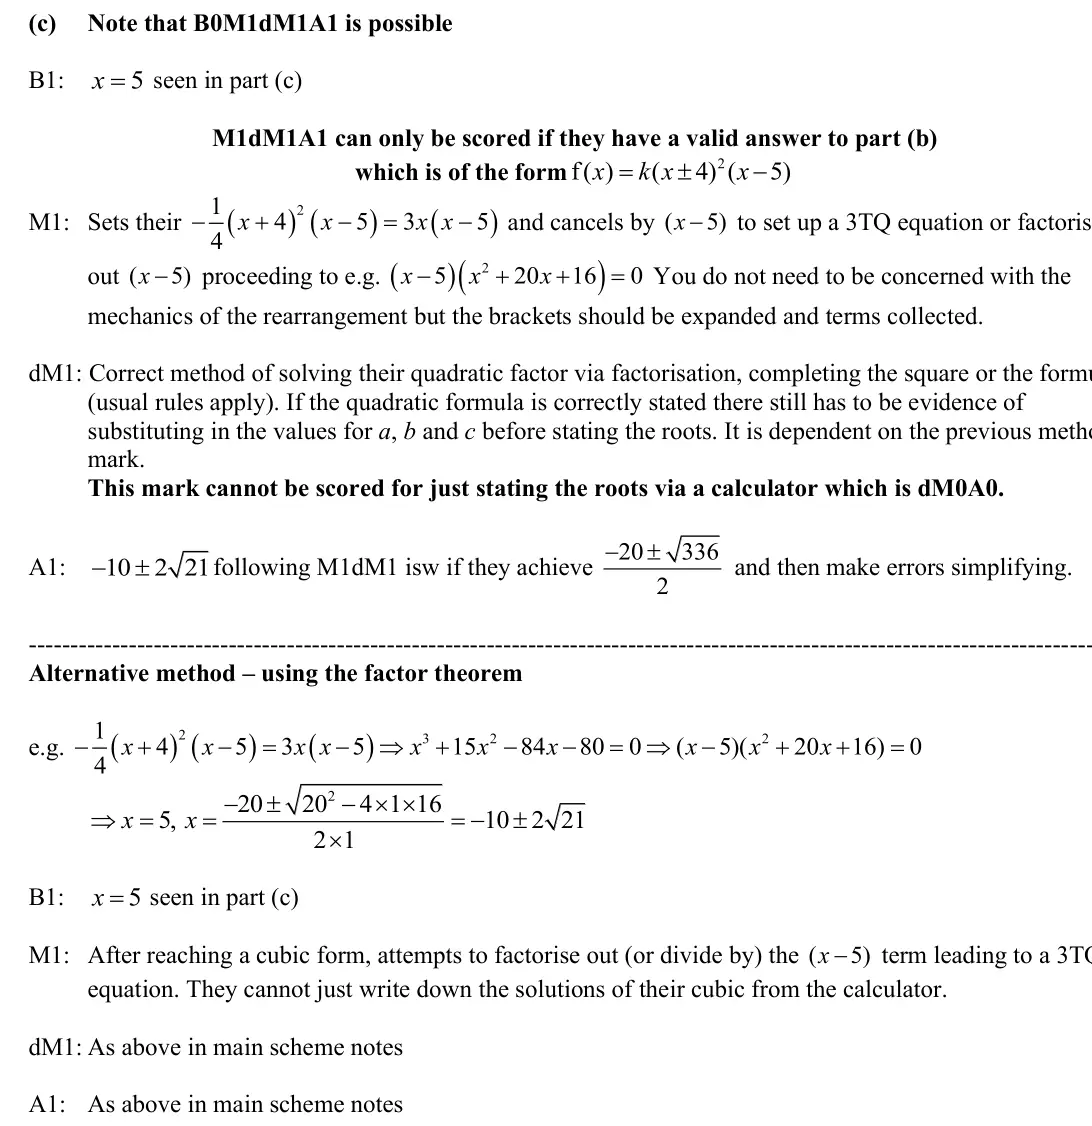 (c) Note that B0M1dM1A1 is possible
B1: x = 5 seen in part (c)
M1dM1A1 can only be scored if they have a valid answer to part (b)
which is of the form f(x) = k(x ± 4)²(x − 5)
M1: Sets their −1/4(x + 4)²(x − 5) = 3x(x − 5) and cancels by (x − 5) to set up a 3TQ equation or factoris
out (x − 5) proceeding to e.g. (x − 5)(x² + 20x + 16) = 0 You do not need to be concerned with the
mechanics of the rearrangement but the brackets should be expanded and terms collected.
dM1: Correct method of solving their quadratic factor via factorisation, completing the square or the formu
(usual rules apply). If the quadratic formula is correctly stated there still has to be evidence of
substituting in the values for a, b and c before stating the roots. It is dependent on the previous metho
mark.
This mark cannot be scored for just stating the roots via a calculator which is dM0A0.
A1: −10 ± 2√21 following M1dM1 isw if they achieve (−20 ± √336)/2 and then make errors simplifying.
Alternative method – using the factor theorem
e.g. −1/4(x + 4)²(x − 5) = 3x(x − 5) ⇒ x³ + 15x² − 84x − 80 = 0 ⇒ (x − 5)(x² + 20x + 16) = 0
⇒ x = 5, x = (−20 ± √(20² − 4×1×16))/(2×1) = −10 ± 2√21
B1: x = 5 seen in part (c)
M1: After reaching a cubic form, attempts to factorise out (or divide by) the (x − 5) term leading to a 3TQ
equation. They cannot just write down the solutions of their cubic from the calculator.
dM1: As above in main scheme notes
A1: As above in main scheme notes